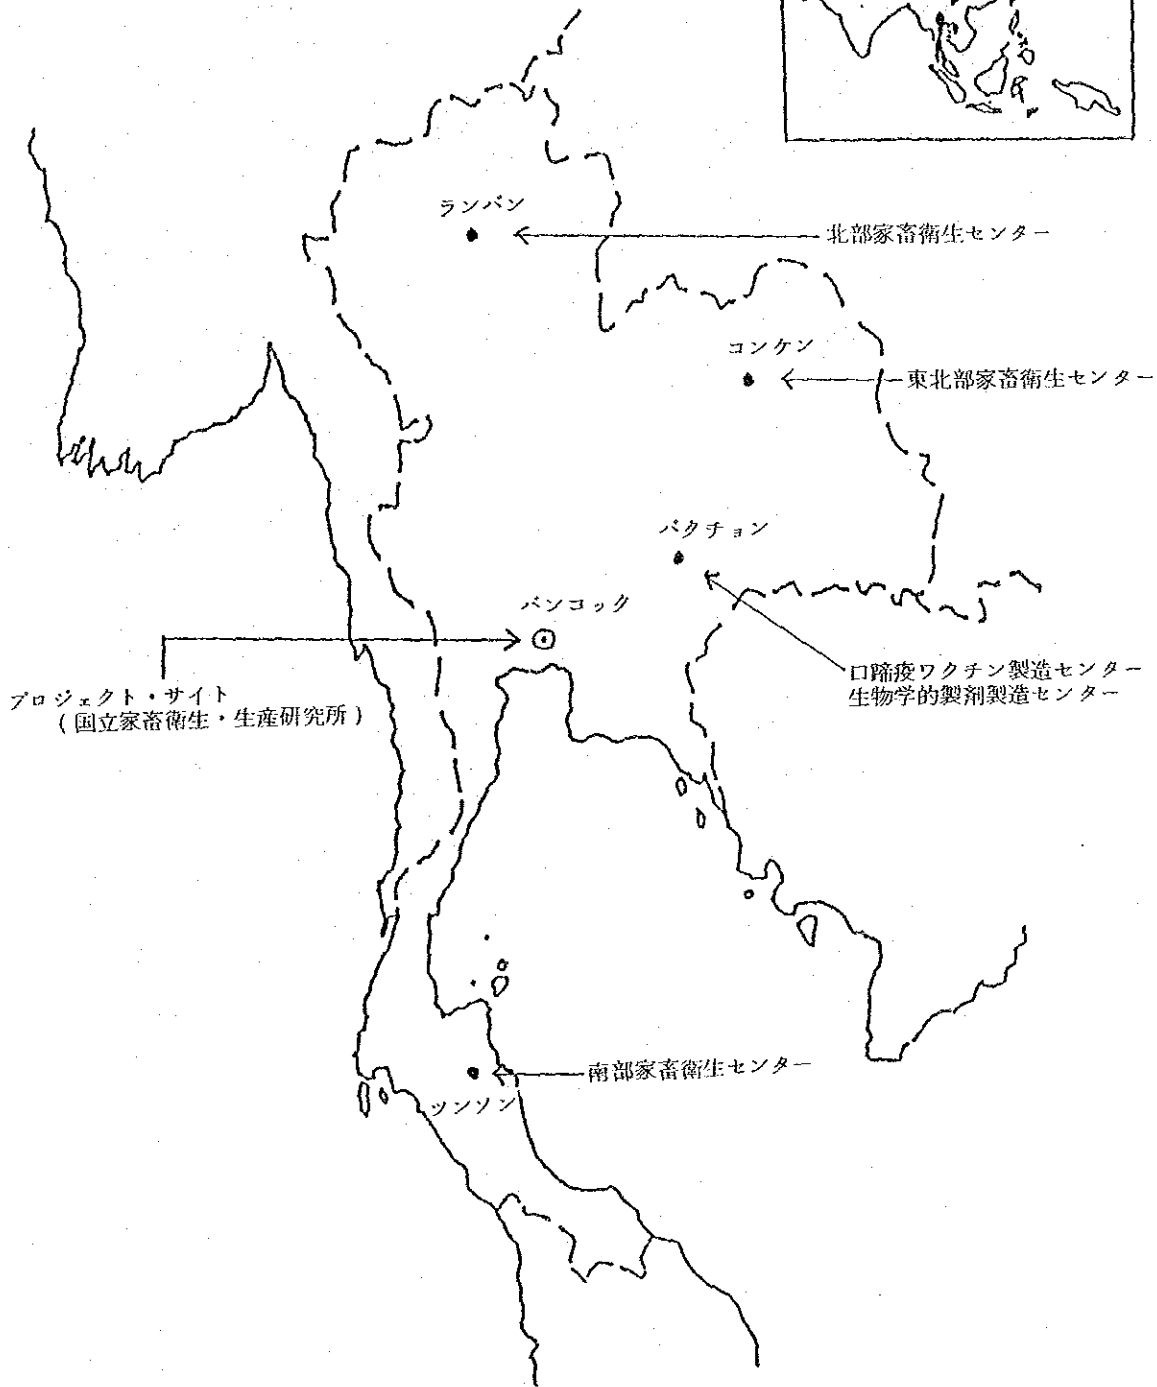 ランバン
北部家畜衛生センター
コンケン
東北部家畜衛生センター
パクチョン
バンコック
プロジェクト・サイト
(国立家畜衛生・生産研究所)
口蹄疫ワクチン製造センター
生物学的製剤製造センター
南部家畜衛生センター
ツンソン